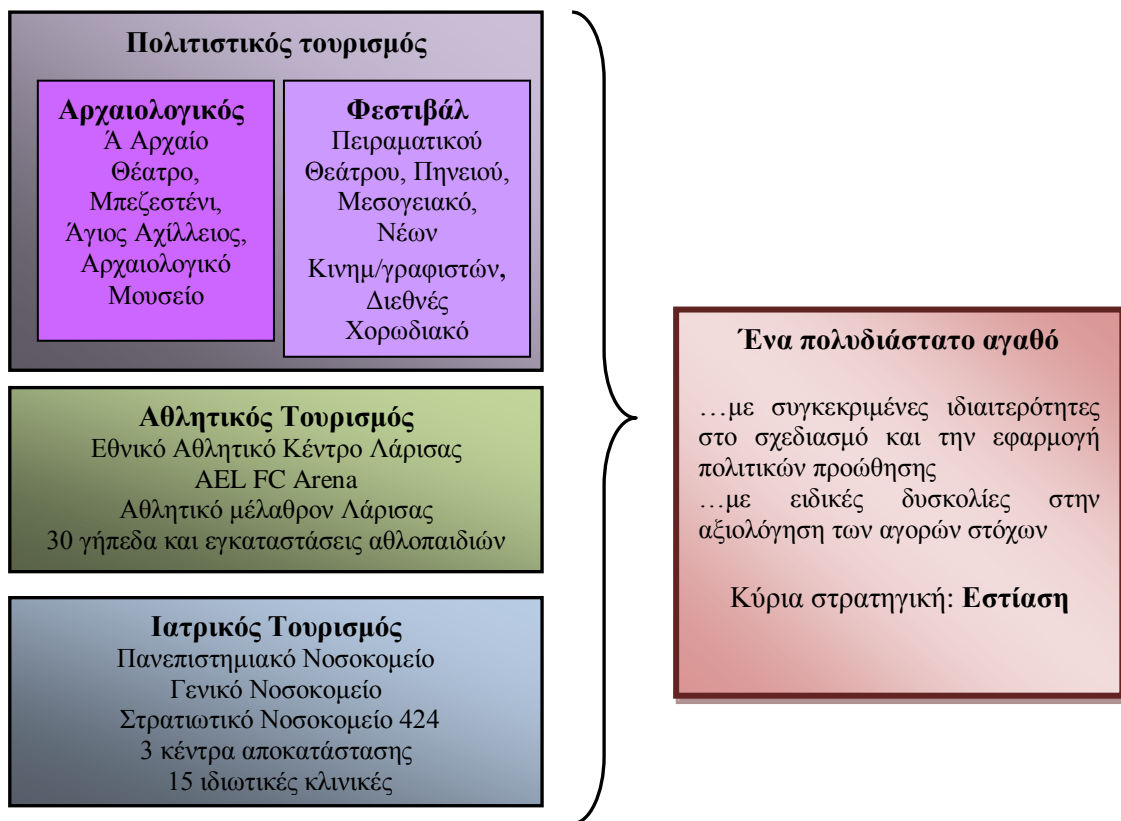 Πολιτιστικός τουρισμός
Αρχαιολογικός
Ά Αρχαίο
Θέατρο,
Μπεζεστένι,
Άγιος Αχίλλειος,
Αρχαιολογικό
Μουσείο
Φεστιβάλ
Πειραματικού
Θεάτρου, Πηνειού,
Μεσογειακό,
Νέων
Κινημ/γραφιστών,
Διεθνές
Χορωδιακό
Αθλητικός Τουρισμός
Εθνικό Αθλητικό Κέντρο Λάρισας
AEL FC Arena
Αθλητικό μέλαθρον Λάρισας
30 γήπεδα και εγκαταστάσεις αθλοπαιδιών
Ιατρικός Τουρισμός
Πανεπιστημιακό Νοσοκομείο
Γενικό Νοσοκομείο
Στρατιωτικό Νοσοκομείο 424
3 κέντρα αποκατάστασης
15 ιδιωτικές κλινικές
Ένα πολυδιάστατο αγαθό
…με συγκεκριμένες ιδιαιτερότητες
στο σχεδιασμό και την εφαρμογή
πολιτικών προώθησης
…με ειδικές δυσκολίες στην
αξιολόγηση των αγορών στόχων
Κύρια στρατηγική: Εστίαση